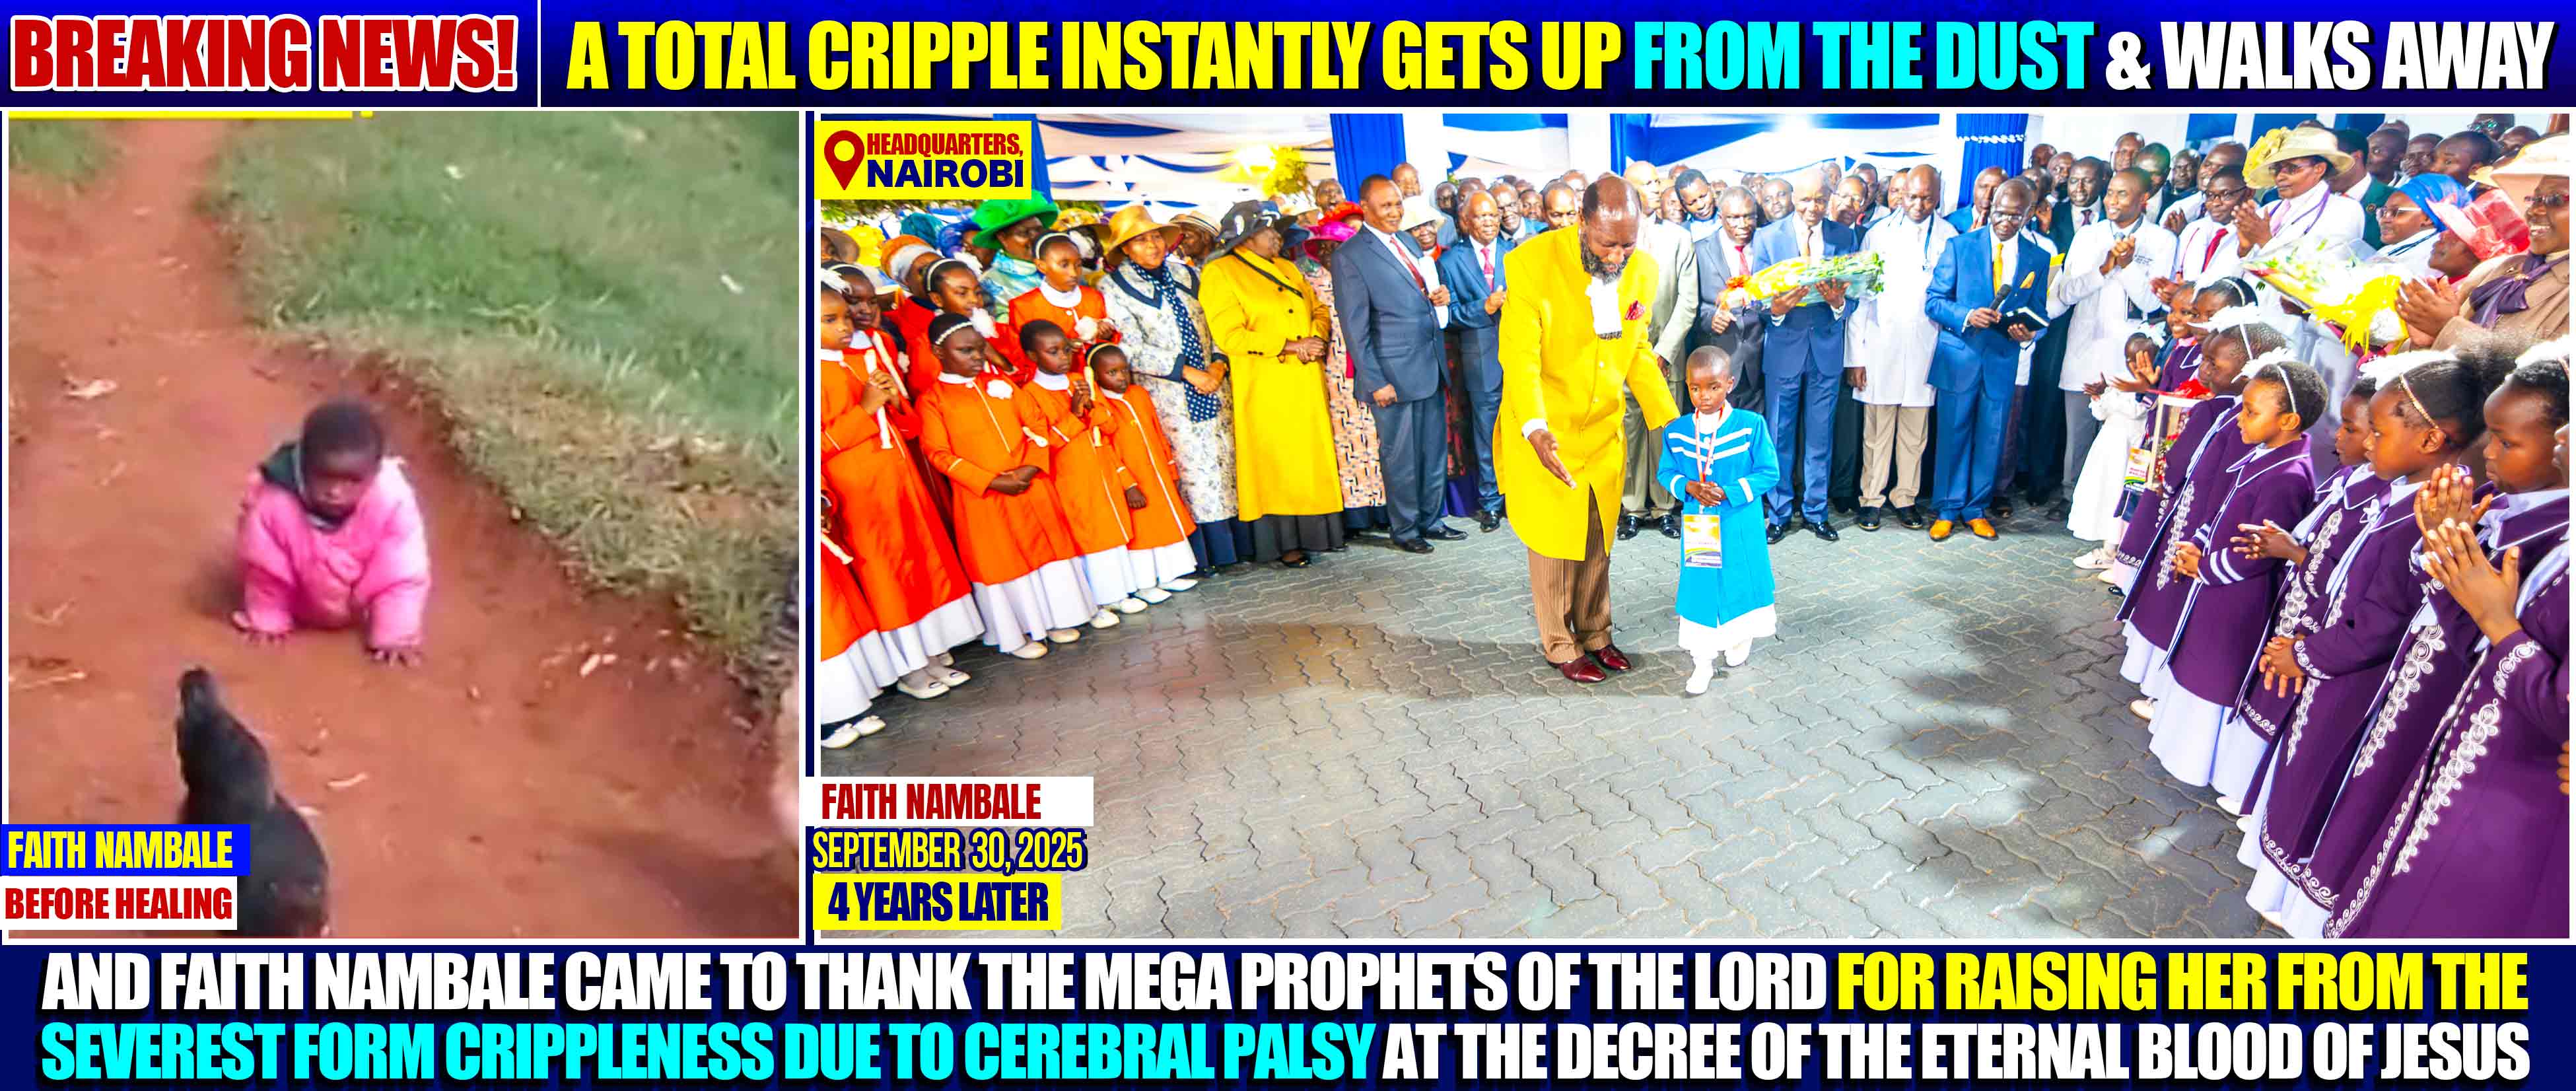 BREAKING NEWS!
A TOTAL CRIPPLE INSTANTLY GETS UP FROM THE DUST & WALKS AWAY
HEADQUARTERS,
NAIROBI
FAITH NAMBALE
BEFORE HEALING
FAITH NAMBALE
SEPTEMBER 30, 2025
4 YEARS LATER
AND FAITH NAMBALE CAME TO THANK THE MEGA PROPHETS OF THE LORD FOR RAISING HER FROM THE
SEVEREST FORM CRIPPLENESS DUE TO CEREBRAL PALSY AT THE DECREE OF THE ETERNAL BLOOD OF JESUS